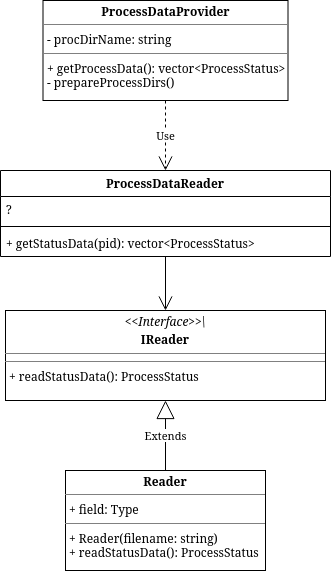 ProcessDataProvider
- procDirName: string
+ getProcessData(): vector<ProcessStatus>
- prepareProcessDirs()
Use
ProcessDataReader
?
+ getStatusData(pid): vector<ProcessStatus>
<<Interface>>\
IReader
+ readStatusData(): ProcessStatus
Extends
Reader
+ field: Type
+ Reader(filename: string)
+ readStatusData(): ProcessStatus